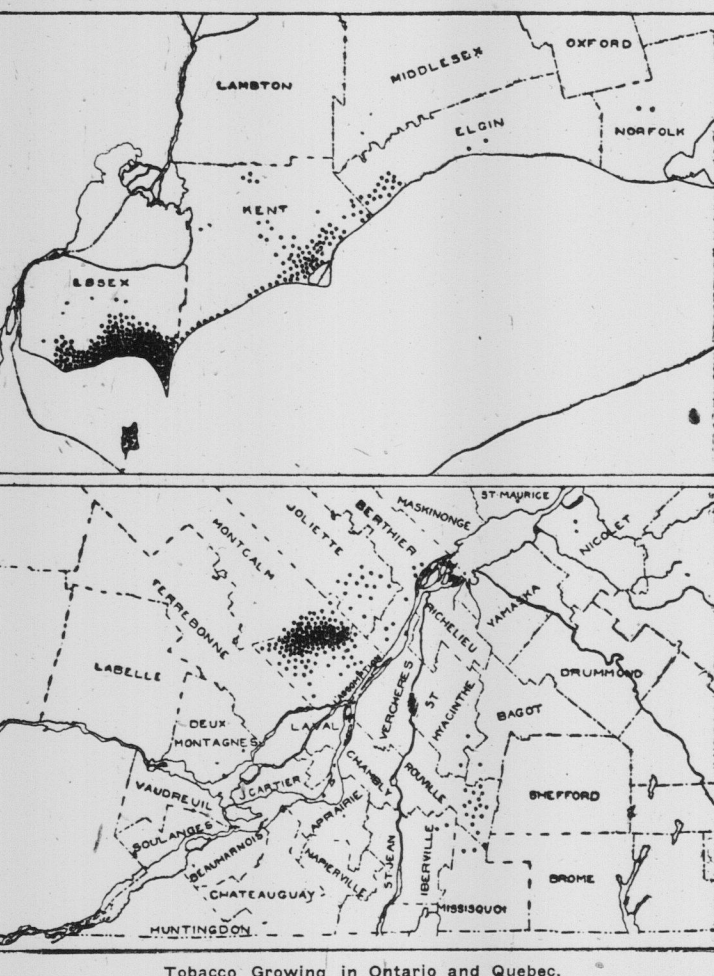 OXFORD
LAMBTON
MIDDLESEX
ELGIN
NORFOLK
KENT
ESSEX
ST MAURICE
MASKINONGE
BERTHIER
JOLIETTE
MONTCALM
NICOLET
TERREBONNE
YAMASKA
RICHELIEU
LABELLE
DRUMMOND
VERCHERES
ST
HYACINTHE
BAGOT
DEUX
MONTAGNES
LAVAL
CHAMBLY
ROUVILLE
VAUDREUIL
J. CARTIER
SHEFFORD
LAPRAIRIE
SOULANGES
BEAUHARNOIS
NAPIERVILLE
ST JEAN
IBERVILLE
BROME
CHATEAUGUAY
MISSISQUOI
HUNTINGDON
Tobacco Growing in Ontario and Quebec.